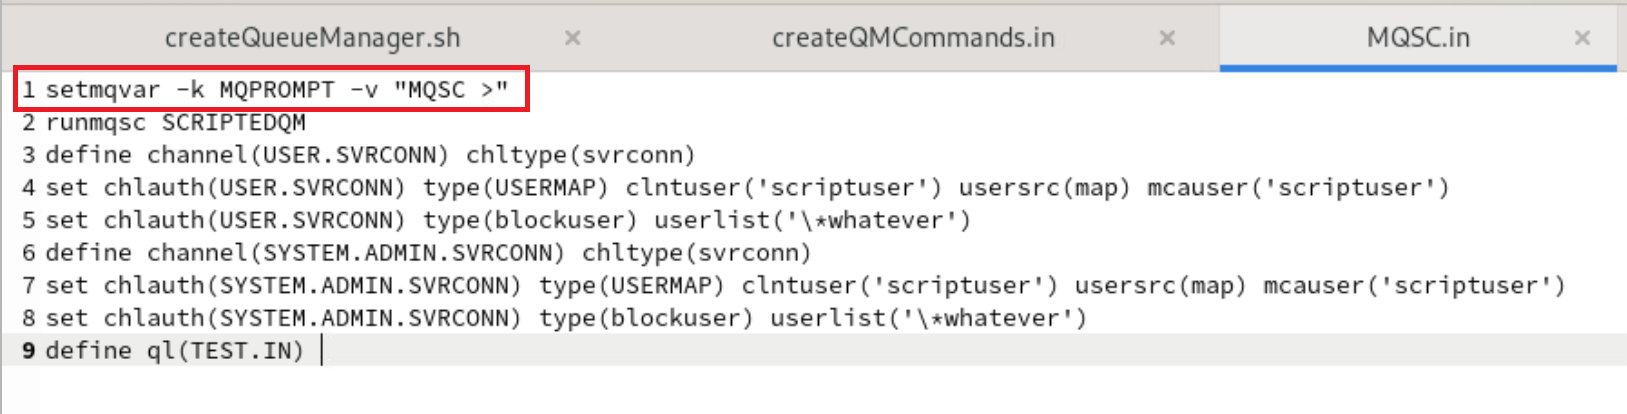 createQueueManager.sh × createQMCommands.in × MQSC.in ×
1 setmqvar -k MQPROMPT -v "MQSC >"
2 runmqsc SCRIPTEDQM
3 define channel(USER.SVRCONN) chltype(svrconn)
4 set chlauth(USER.SVRCONN) type(USERMAP) clntuser('scriptuser') usersrc(map) mcauser('scriptuser')
5 set chlauth(USER.SVRCONN) type(blockuser) userlist('\*whatever')
6 define channel(SYSTEM.ADMIN.SVRCONN) chltype(svrconn)
7 set chlauth(SYSTEM.ADMIN.SVRCONN) type(USERMAP) clntuser('scriptuser') usersrc(map) mcauser('scriptuser')
8 set chlauth(SYSTEM.ADMIN.SVRCONN) type(blockuser) userlist('\*whatever')
9 define ql(TEST.IN)